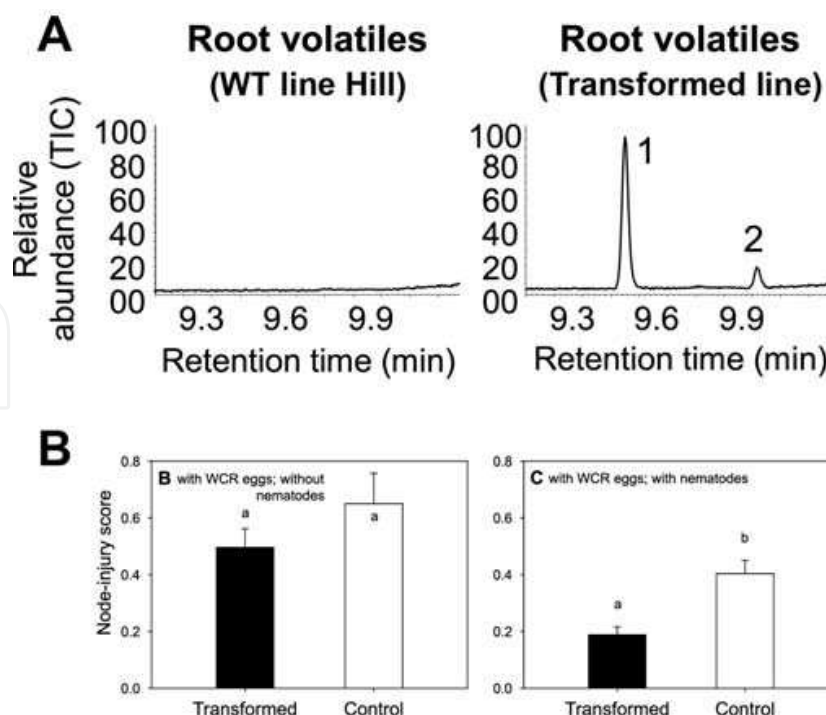 A
Root volatiles
(WT line Hill)
Relative
abundance (TIC)
100
80
60
40
20
00
9.3 9.6 9.9
Retention time (min)
Root volatiles
(Transformed line)
100
80
60
40
20
00
1
2
9.3 9.6 9.9
Retention time (min)
B
Node-injury score
0.8
0.6
0.4
0.2
0.0
B with WCR eggs; without
nematodes
a
a
Transformed Control
0.8
0.6
0.4
0.2
0.0
C with WCR eggs; with nematodes
a
b
Transformed Control